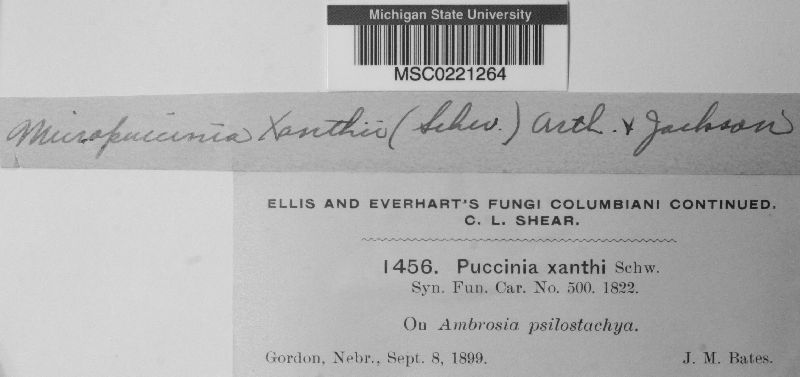 Michigan State University
MSC0221264
Micropuccinia Xanthii (Schw.) Arth. & Jackson
ELLIS AND EVERHART'S FUNGI COLUMBIANI CONTINUED.
C. L. SHEAR.
1456. Puccinia xanthi Schw.
Syn. Fun. Car. No. 500. 1822.
On Ambrosia psilostachya.
Gordon, Nebr., Sept. 8, 1899. J. M. Bates.